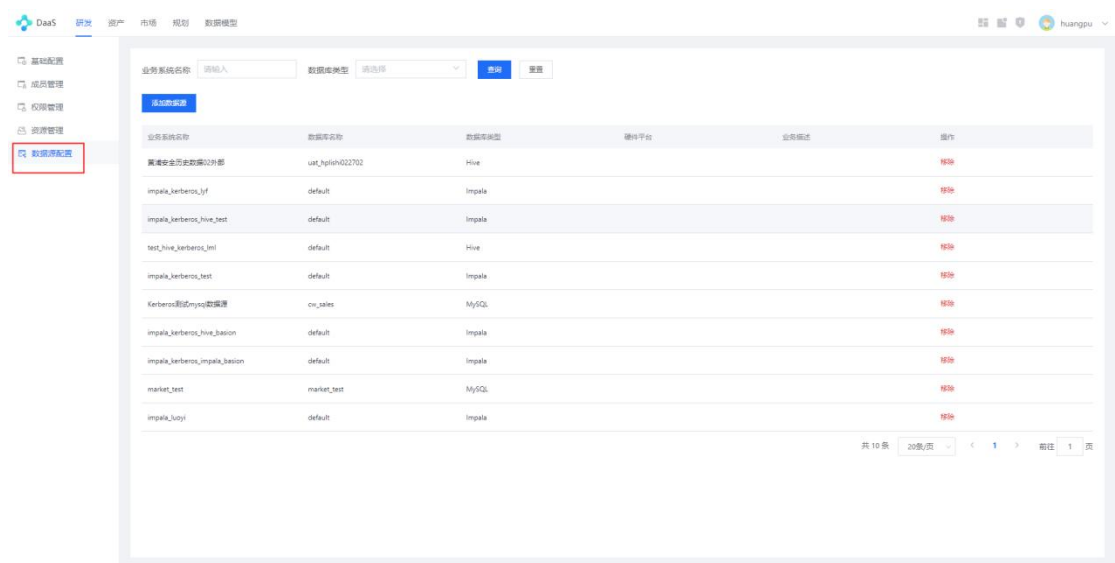 DaaS 研发 资产 市场 规划 数据模型 huangpu
基础配置
成员管理
权限管理
资源管理
数据源配置
业务系统名称 请输入 数据库类型 请选择 查询 重置
添加数据源
业务系统名称 数据库名称 数据库类型 硬件平台 业务描述 操作
黄浦安全历史数据02外部 uat_hplishi022702 Hive 移除
impala_kerberos_lyf default Impala 移除
impala_kerberos_hive_test default Impala 移除
test_hive_kerberos_lml default Hive 移除
impala_kerberos_test default Impala 移除
Kerberos测试mysql数据源 cw_sales MySQL 移除
impala_kerberos_hive_basion default Impala 移除
impala_kerberos_impala_basion default Impala 移除
market_test market_test MySQL 移除
impala_luoyi default Impala 移除
共 10 条 20条/页 1 前往 1 页